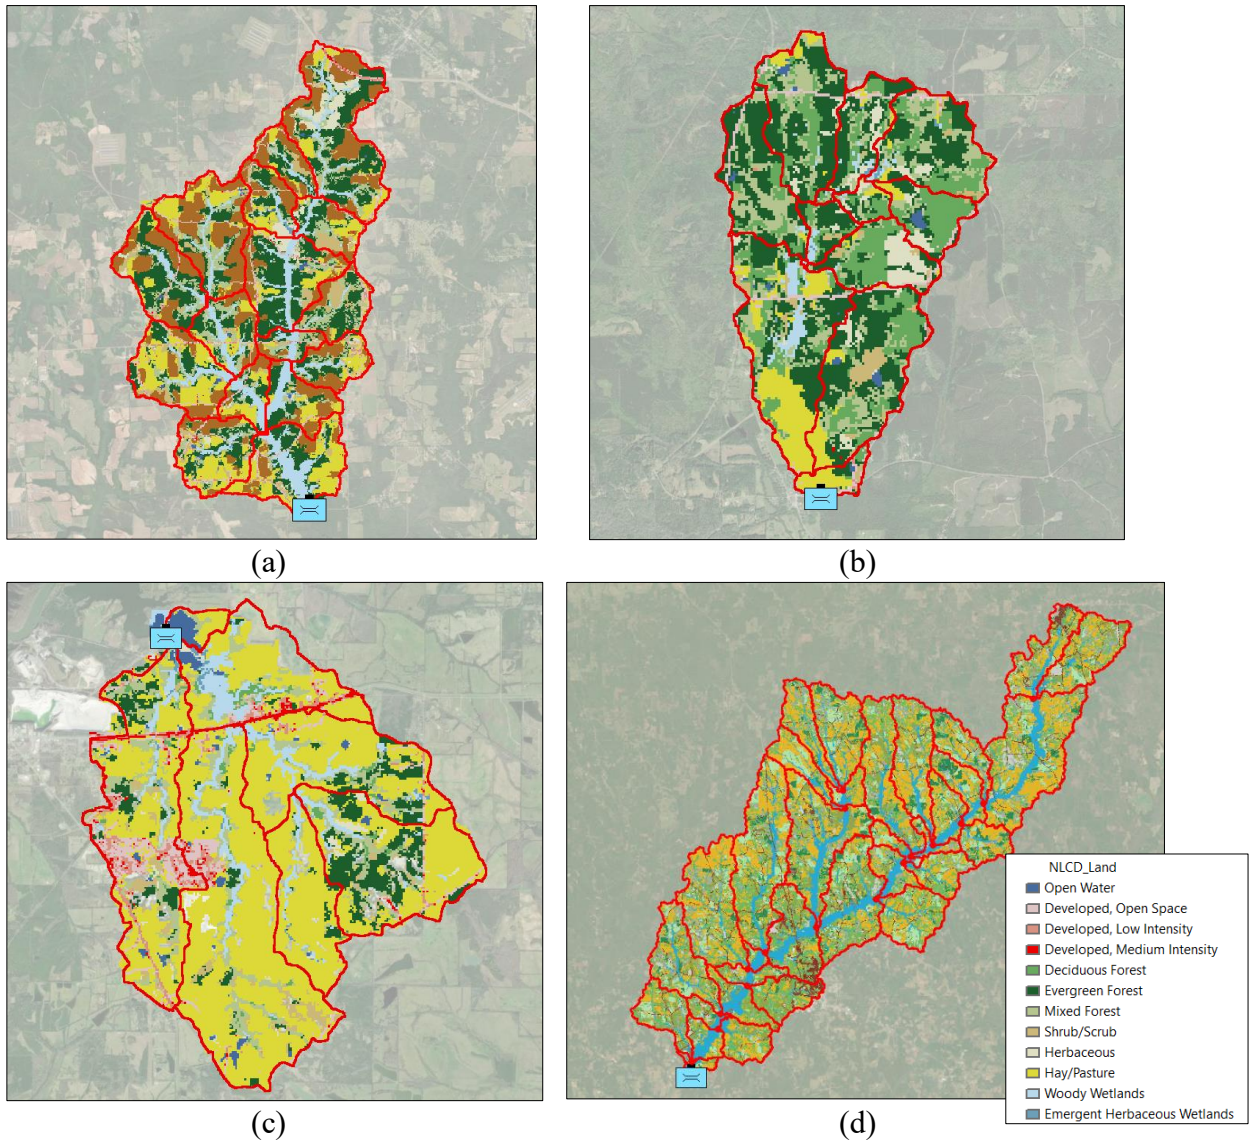 (a)
(b)
(c)
(d)
NLCD_Land
Open Water
Developed, Open Space
Developed, Low Intensity
Developed, Medium Intensity
Deciduous Forest
Evergreen Forest
Mixed Forest
Shrub/Scrub
Herbaceous
Hay/Pasture
Woody Wetlands
Emergent Herbaceous Wetlands